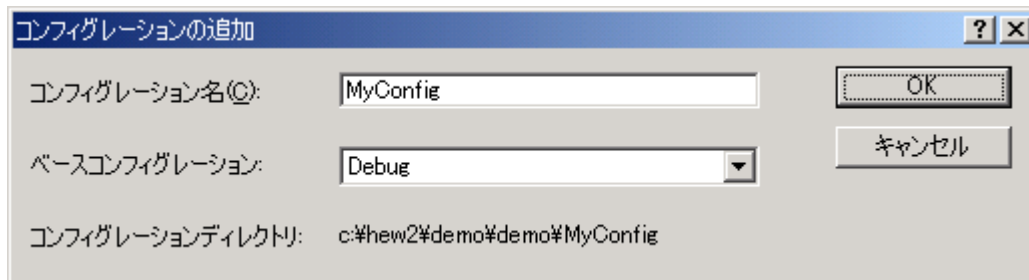 コンフィグレーションの追加
コンフィグレーション名(C): MyConfig OK
ベースコンフィグレーション: Debug キャンセル
コンフィグレーションディレクトリ: c:¥hew2¥demo¥demo¥MyConfig